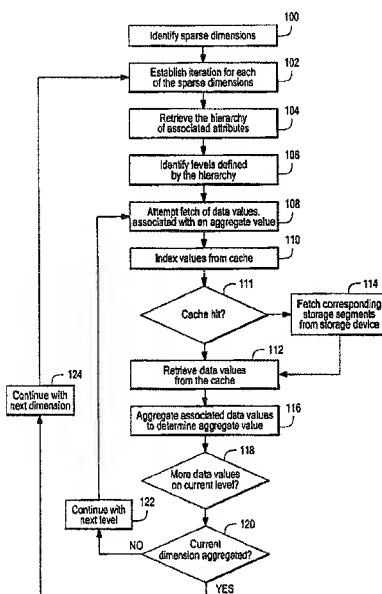 100
Identify sparse dimensions
102
Establish iteration for each
of the sparse dimensions
104
Retrieve the hierarchy
of associated attributes
106
Identify levels defined
by the hierarchy
108
Attempt fetch of data values,
associated with an aggregate value
110
Index values from cache
111
Cache hit?
114
Fetch corresponding
storage segments
from storage device
112
Retrieve data values
from the cache
124
Continue with
next dimension
116
Aggregate associated data values
to determine aggregate value
118
More data values
on current level?
122
Continue with
next level
120
Current
dimension aggregated?
NO
YES